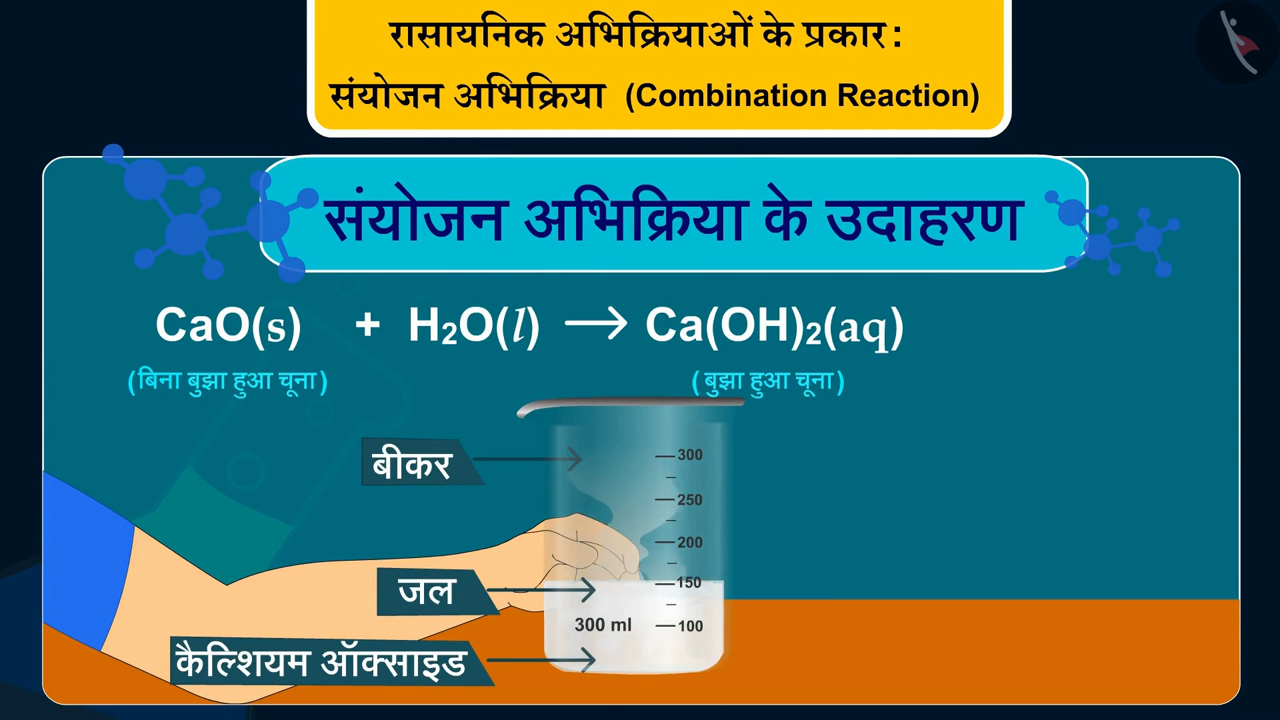 रासायनिक अभिक्रियाओं के प्रकार:
संयोजन अभिक्रिया (Combination Reaction)
संयोजन अभिक्रिया के उदाहरण
CaO(s) + H₂O(l) → Ca(OH)₂(aq)
(बिना बुझा हुआ चूना) (बुझा हुआ चूना)
बीकर
300
250
200
जल
150
300 ml
100
कैल्शियम ऑक्साइड